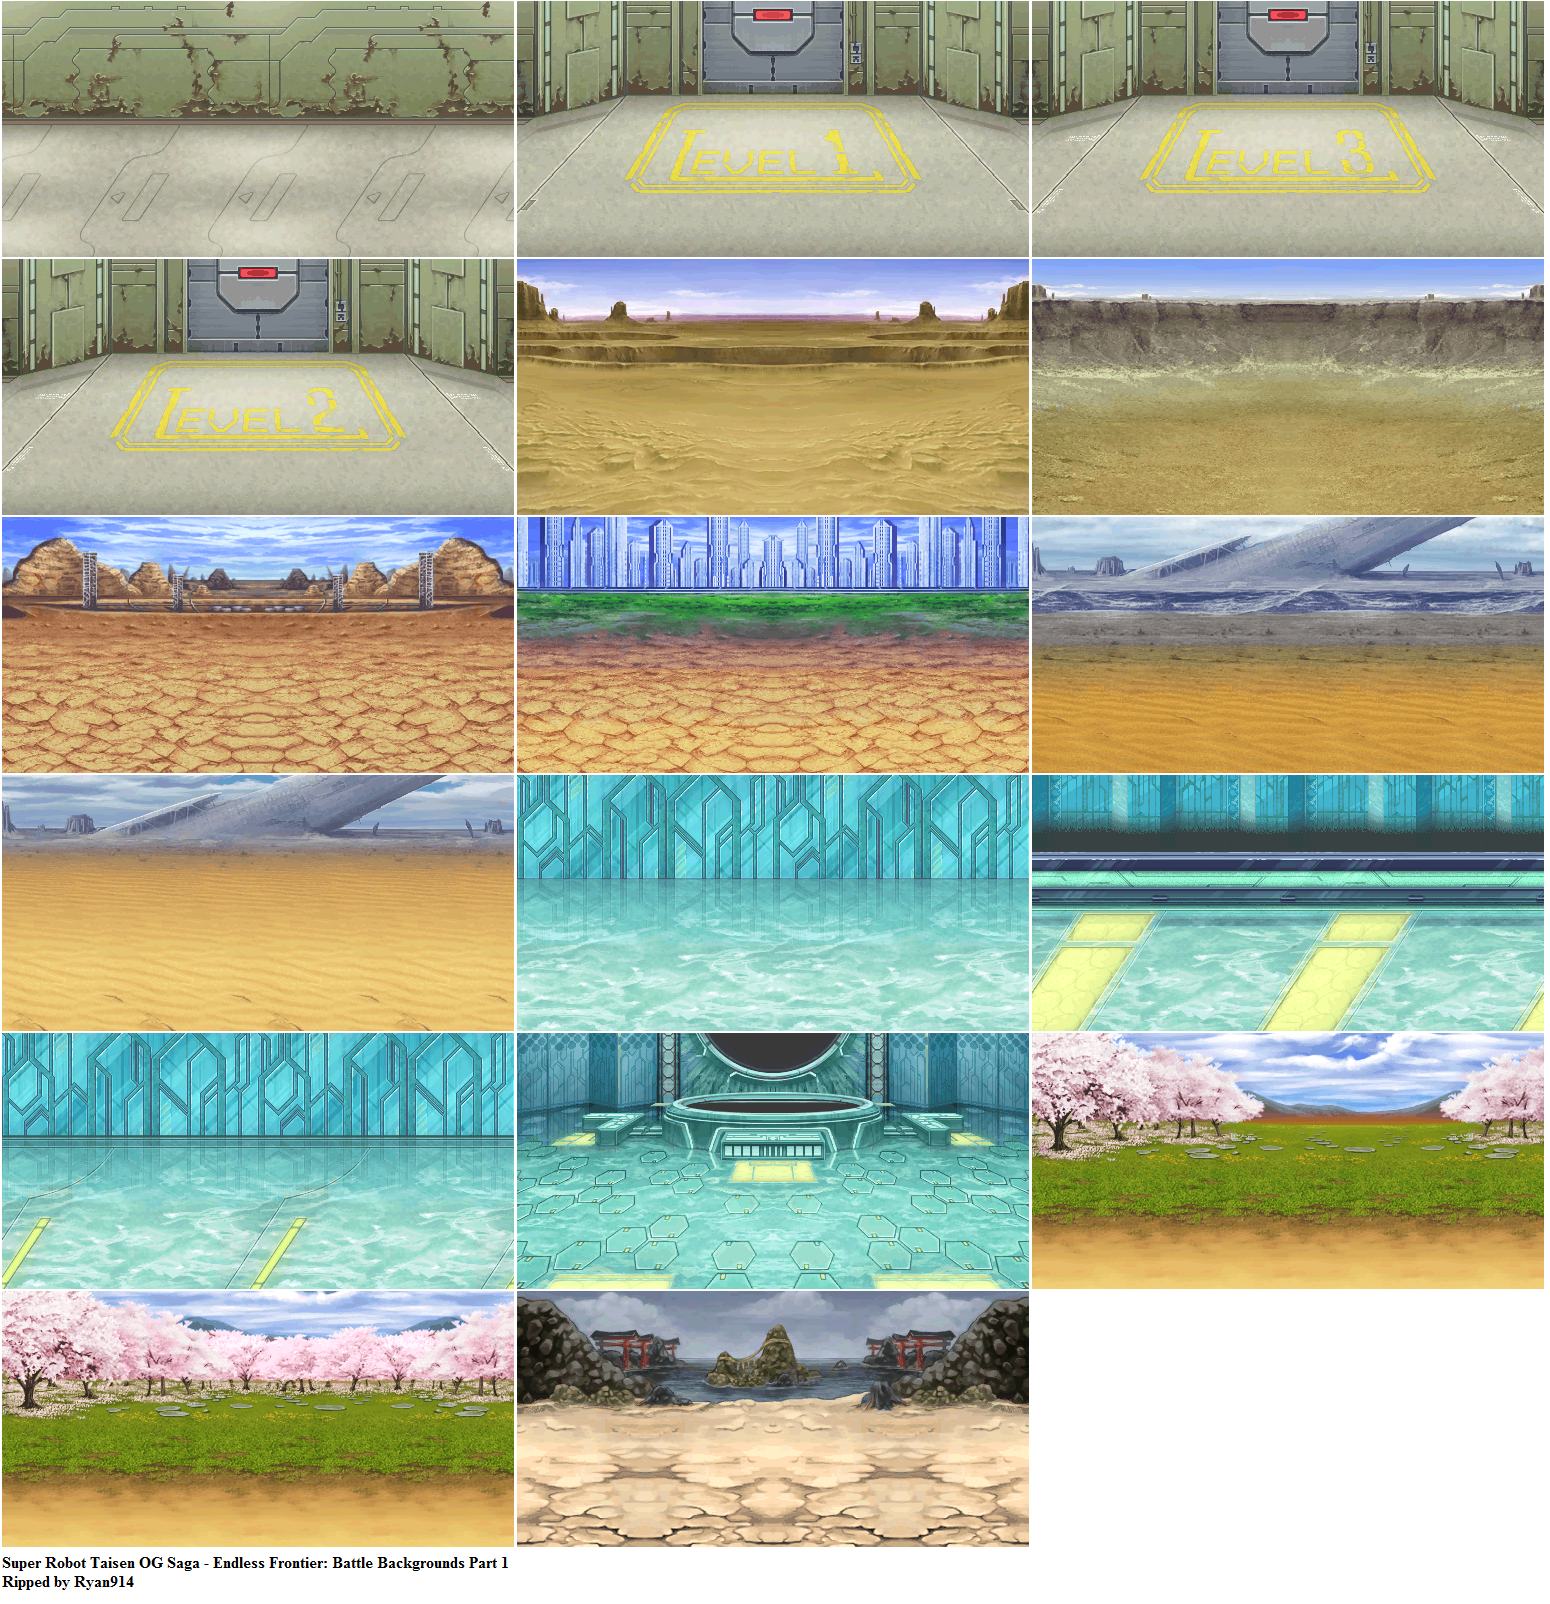 LEVEL 1
LEVEL 3
LEVEL 2
Super Robot Taisen OG Saga - Endless Frontier: Battle Backgrounds Part 1
Ripped by Ryan914